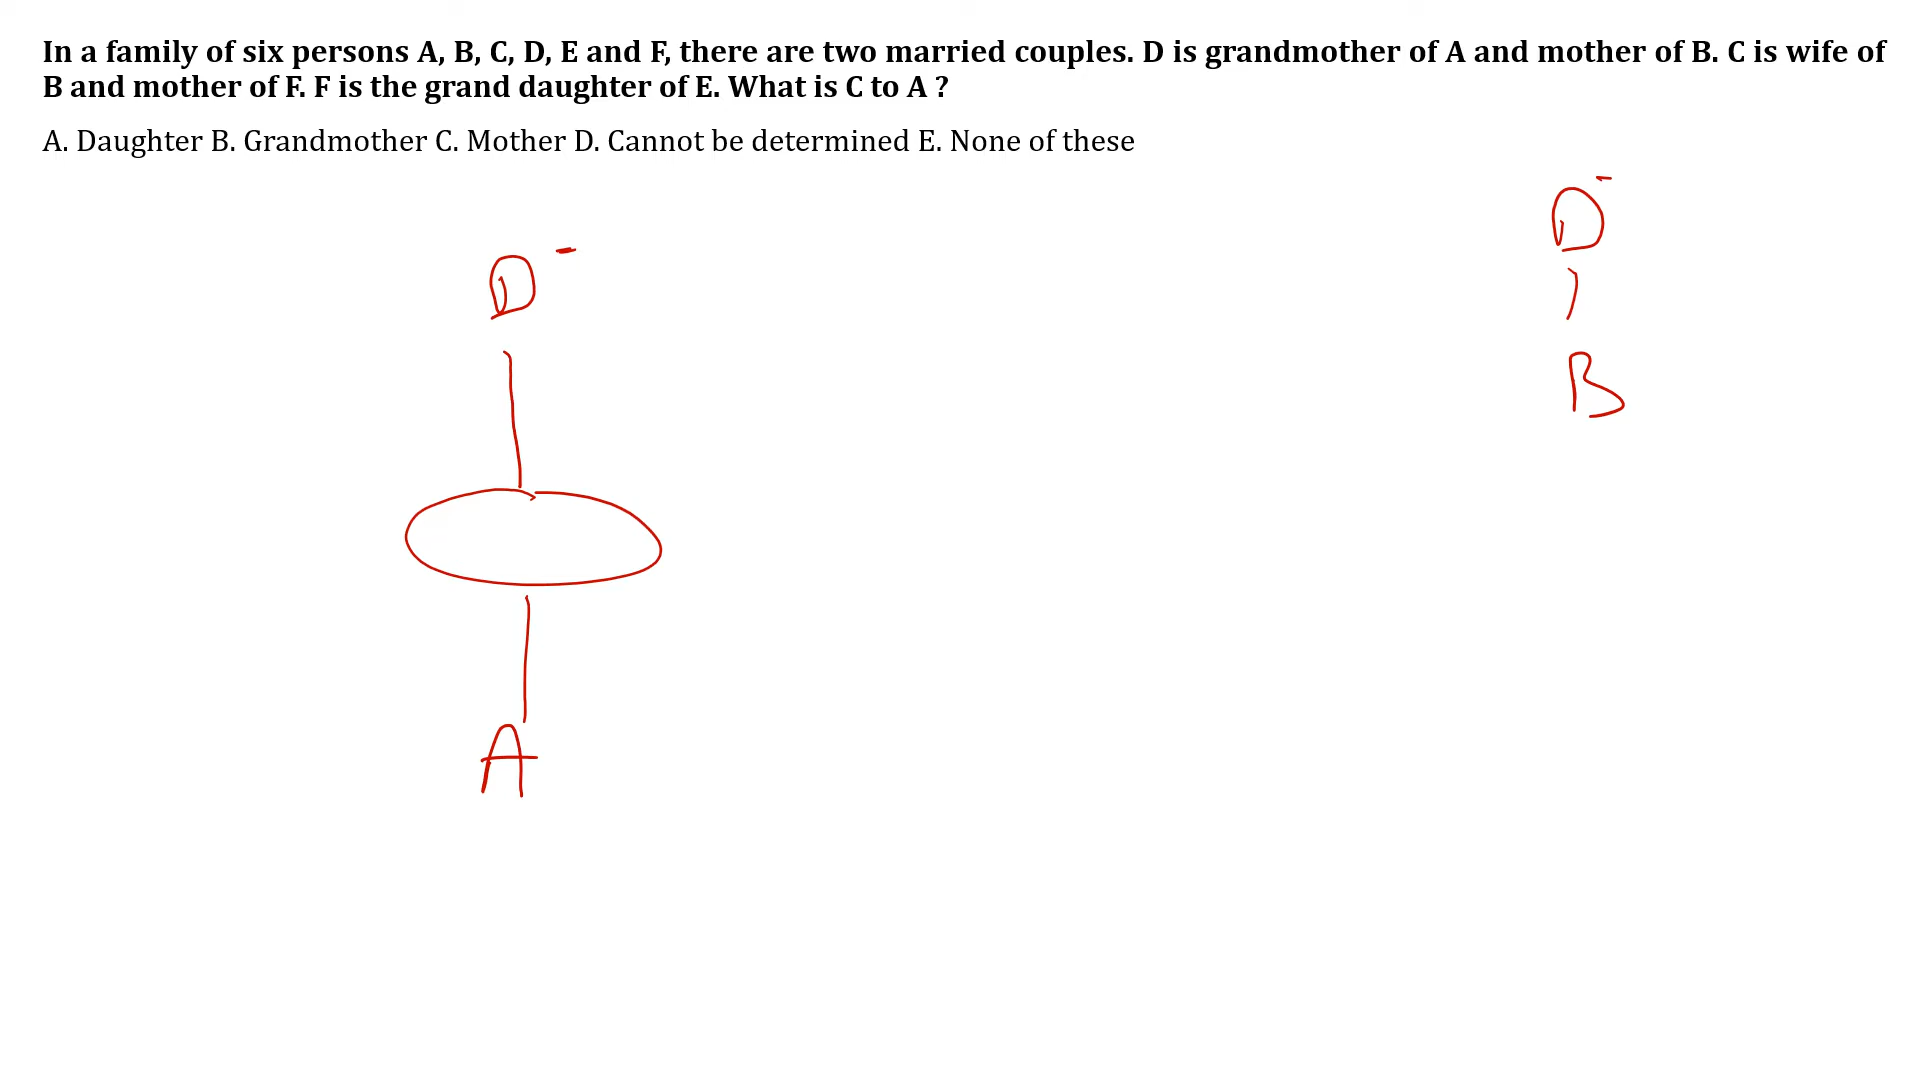 In a family of six persons A, B, C, D, E and F, there are two married couples. D is grandmother of A and mother of B. C is wife of
B and mother of F. F is the grand daughter of E. What is C to A ?
A. Daughter B. Grandmother C. Mother D. Cannot be determined E. None of these
D -
A
D -
B